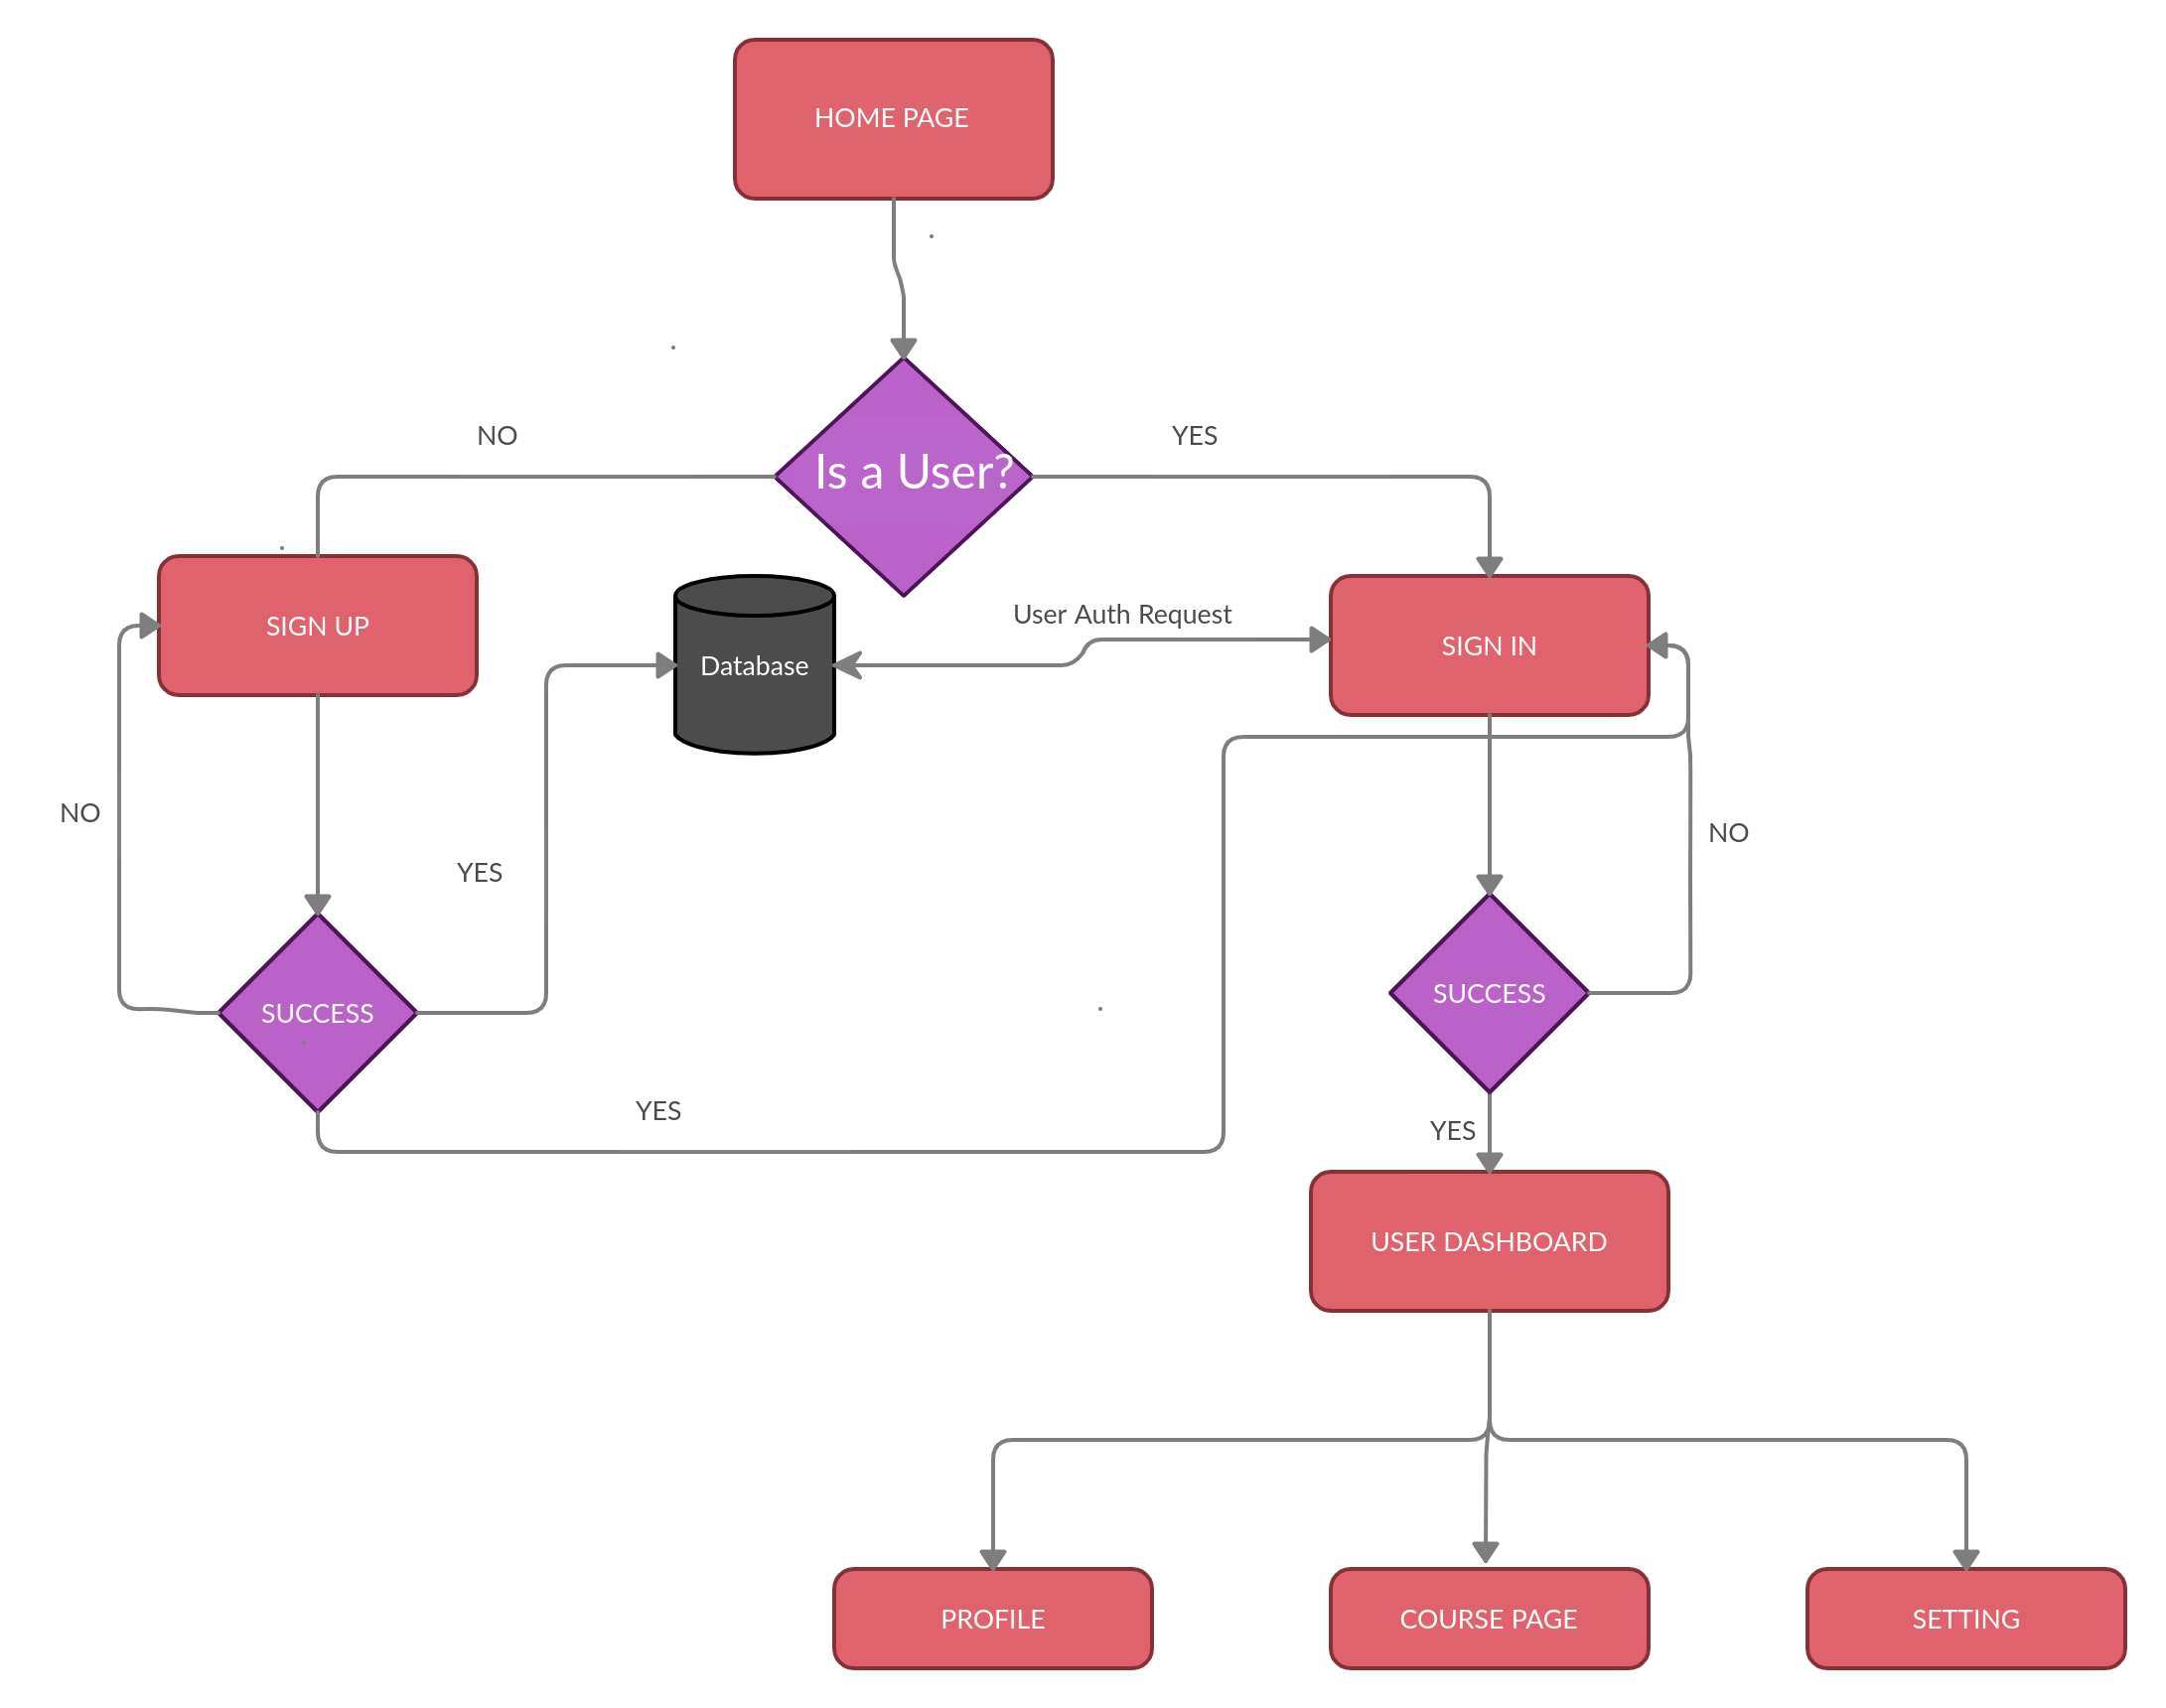 HOME PAGE
NO
YES
Is a User?
User Auth Request
SIGN UP
Database
SIGN IN
NO
YES
NO
SUCCESS
SUCCESS
YES
YES
USER DASHBOARD
PROFILE
COURSE PAGE
SETTING